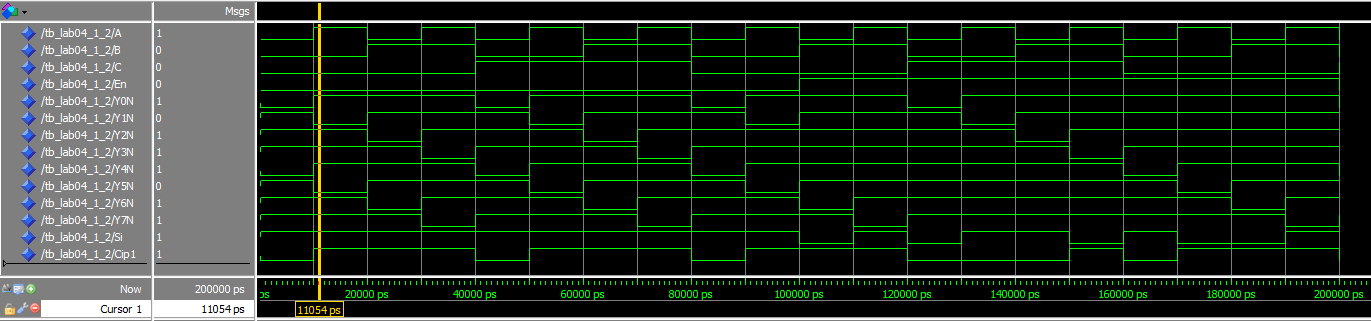 Msgs
/tb_lab04_1_2/A 1
/tb_lab04_1_2/B 0
/tb_lab04_1_2/C 0
/tb_lab04_1_2/En 0
/tb_lab04_1_2/Y0N 1
/tb_lab04_1_2/Y1N 0
/tb_lab04_1_2/Y2N 1
/tb_lab04_1_2/Y3N 1
/tb_lab04_1_2/Y4N 1
/tb_lab04_1_2/Y5N 0
/tb_lab04_1_2/Y6N 1
/tb_lab04_1_2/Y7N 1
/tb_lab04_1_2/Si 1
/tb_lab04_1_2/Cip1 1
Now 200000 ps ps 20000 ps 40000 ps 60000 ps 80000 ps 100000 ps 120000 ps 140000 ps 160000 ps 180000 ps 200000 ps
Cursor 1 11054 ps 11054 ps